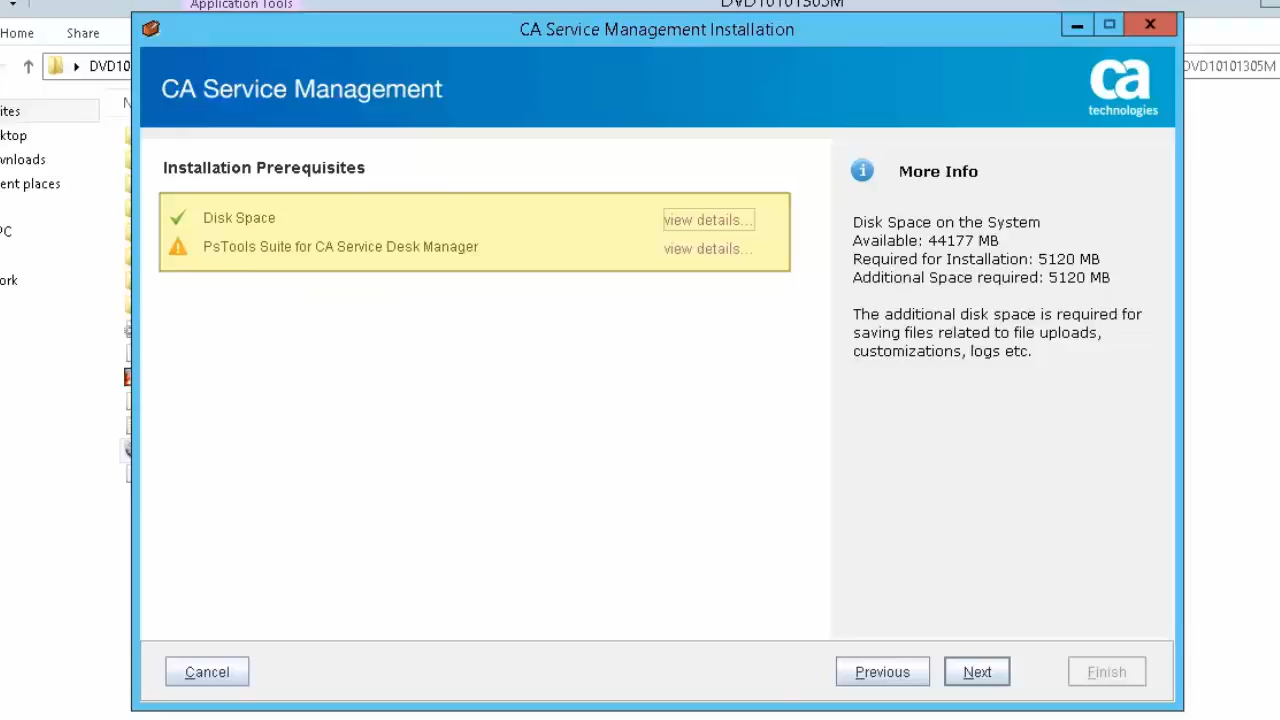 Application Tools
DVD10101305M
Home
Share
CA Service Management Installation
DVD10
DVD10101305M
CA Service Management
ca
technologies
ites
ktop
wnloads
ent places
PC
ork
Installation Prerequisites
Disk Space
view details...
PsTools Suite for CA Service Desk Manager
view details...
More Info
Disk Space on the System
Available: 44177 MB
Required for Installation: 5120 MB
Additional Space required: 5120 MB
The additional disk space is required for
saving files related to file uploads,
customizations, logs etc.
Cancel
Previous
Next
Finish